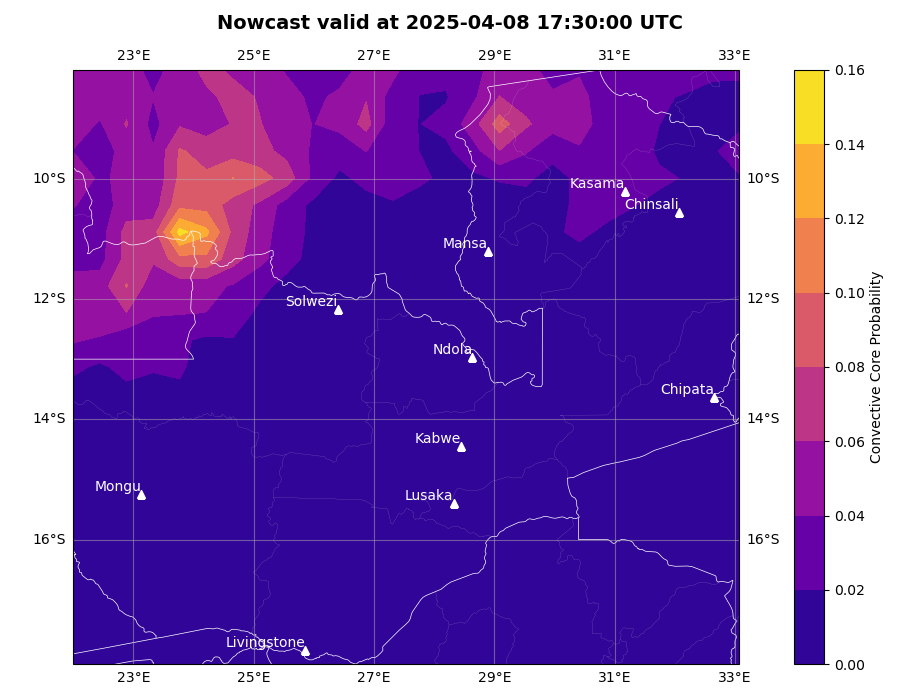 Nowcast valid at 2025-04-08 17:30:00 UTC
23°E 25°E 27°E 29°E 31°E 33°E
0.16
0.14
10°S Kasama 10°S
Chinsali
0.12
Mansa
12°S Solwezi 12°S
0.10
Ndola
0.08
Chipata
14°S 14°S
Kabwe
0.06
Mongu
Lusaka
0.04
16°S 16°S
0.02
Livingstone
0.00
23°E 25°E 27°E 29°E 31°E 33°E
Convective Core Probability